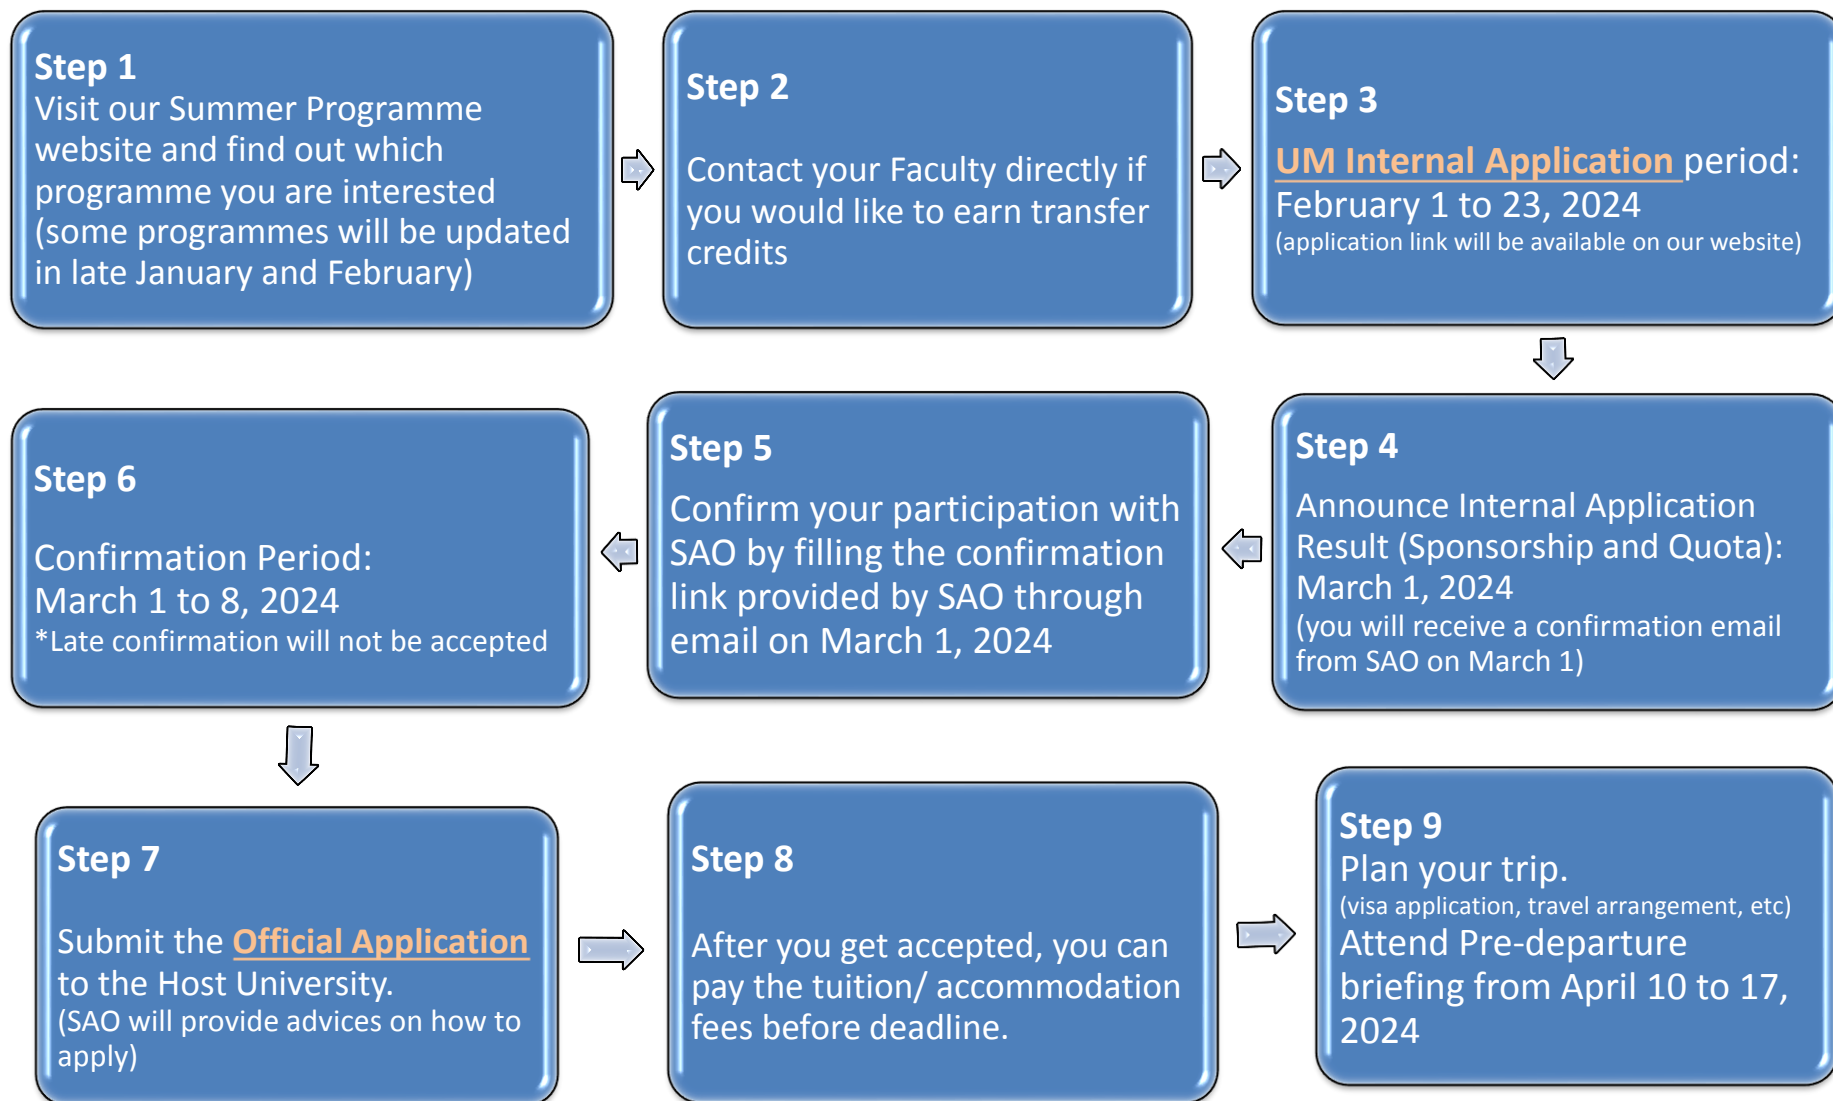 Step 1
Visit our Summer Programme
website and find out which
programme you are interested
(some programmes will be updated
in late January and February)
Step 2
Contact your Faculty directly if
you would like to earn transfer
credits
Step 3
UM Internal Application period:
February 1 to 23, 2024
(application link will be available on our website)
Step 4
Announce Internal Application
Result (Sponsorship and Quota):
March 1, 2024
(you will receive a confirmation email
from SAO on March 1)
Step 5
Confirm your participation with
SAO by filling the confirmation
link provided by SAO through
email on March 1, 2024
Step 6
Confirmation Period:
March 1 to 8, 2024
*Late confirmation will not be accepted
Step 7
Submit the Official Application
to the Host University.
(SAO will provide advices on how to
apply)
Step 8
After you get accepted, you can
pay the tuition/ accommodation
fees before deadline.
Step 9
Plan your trip.
(visa application, travel arrangement, etc)
Attend Pre-departure
briefing from April 10 to 17,
2024